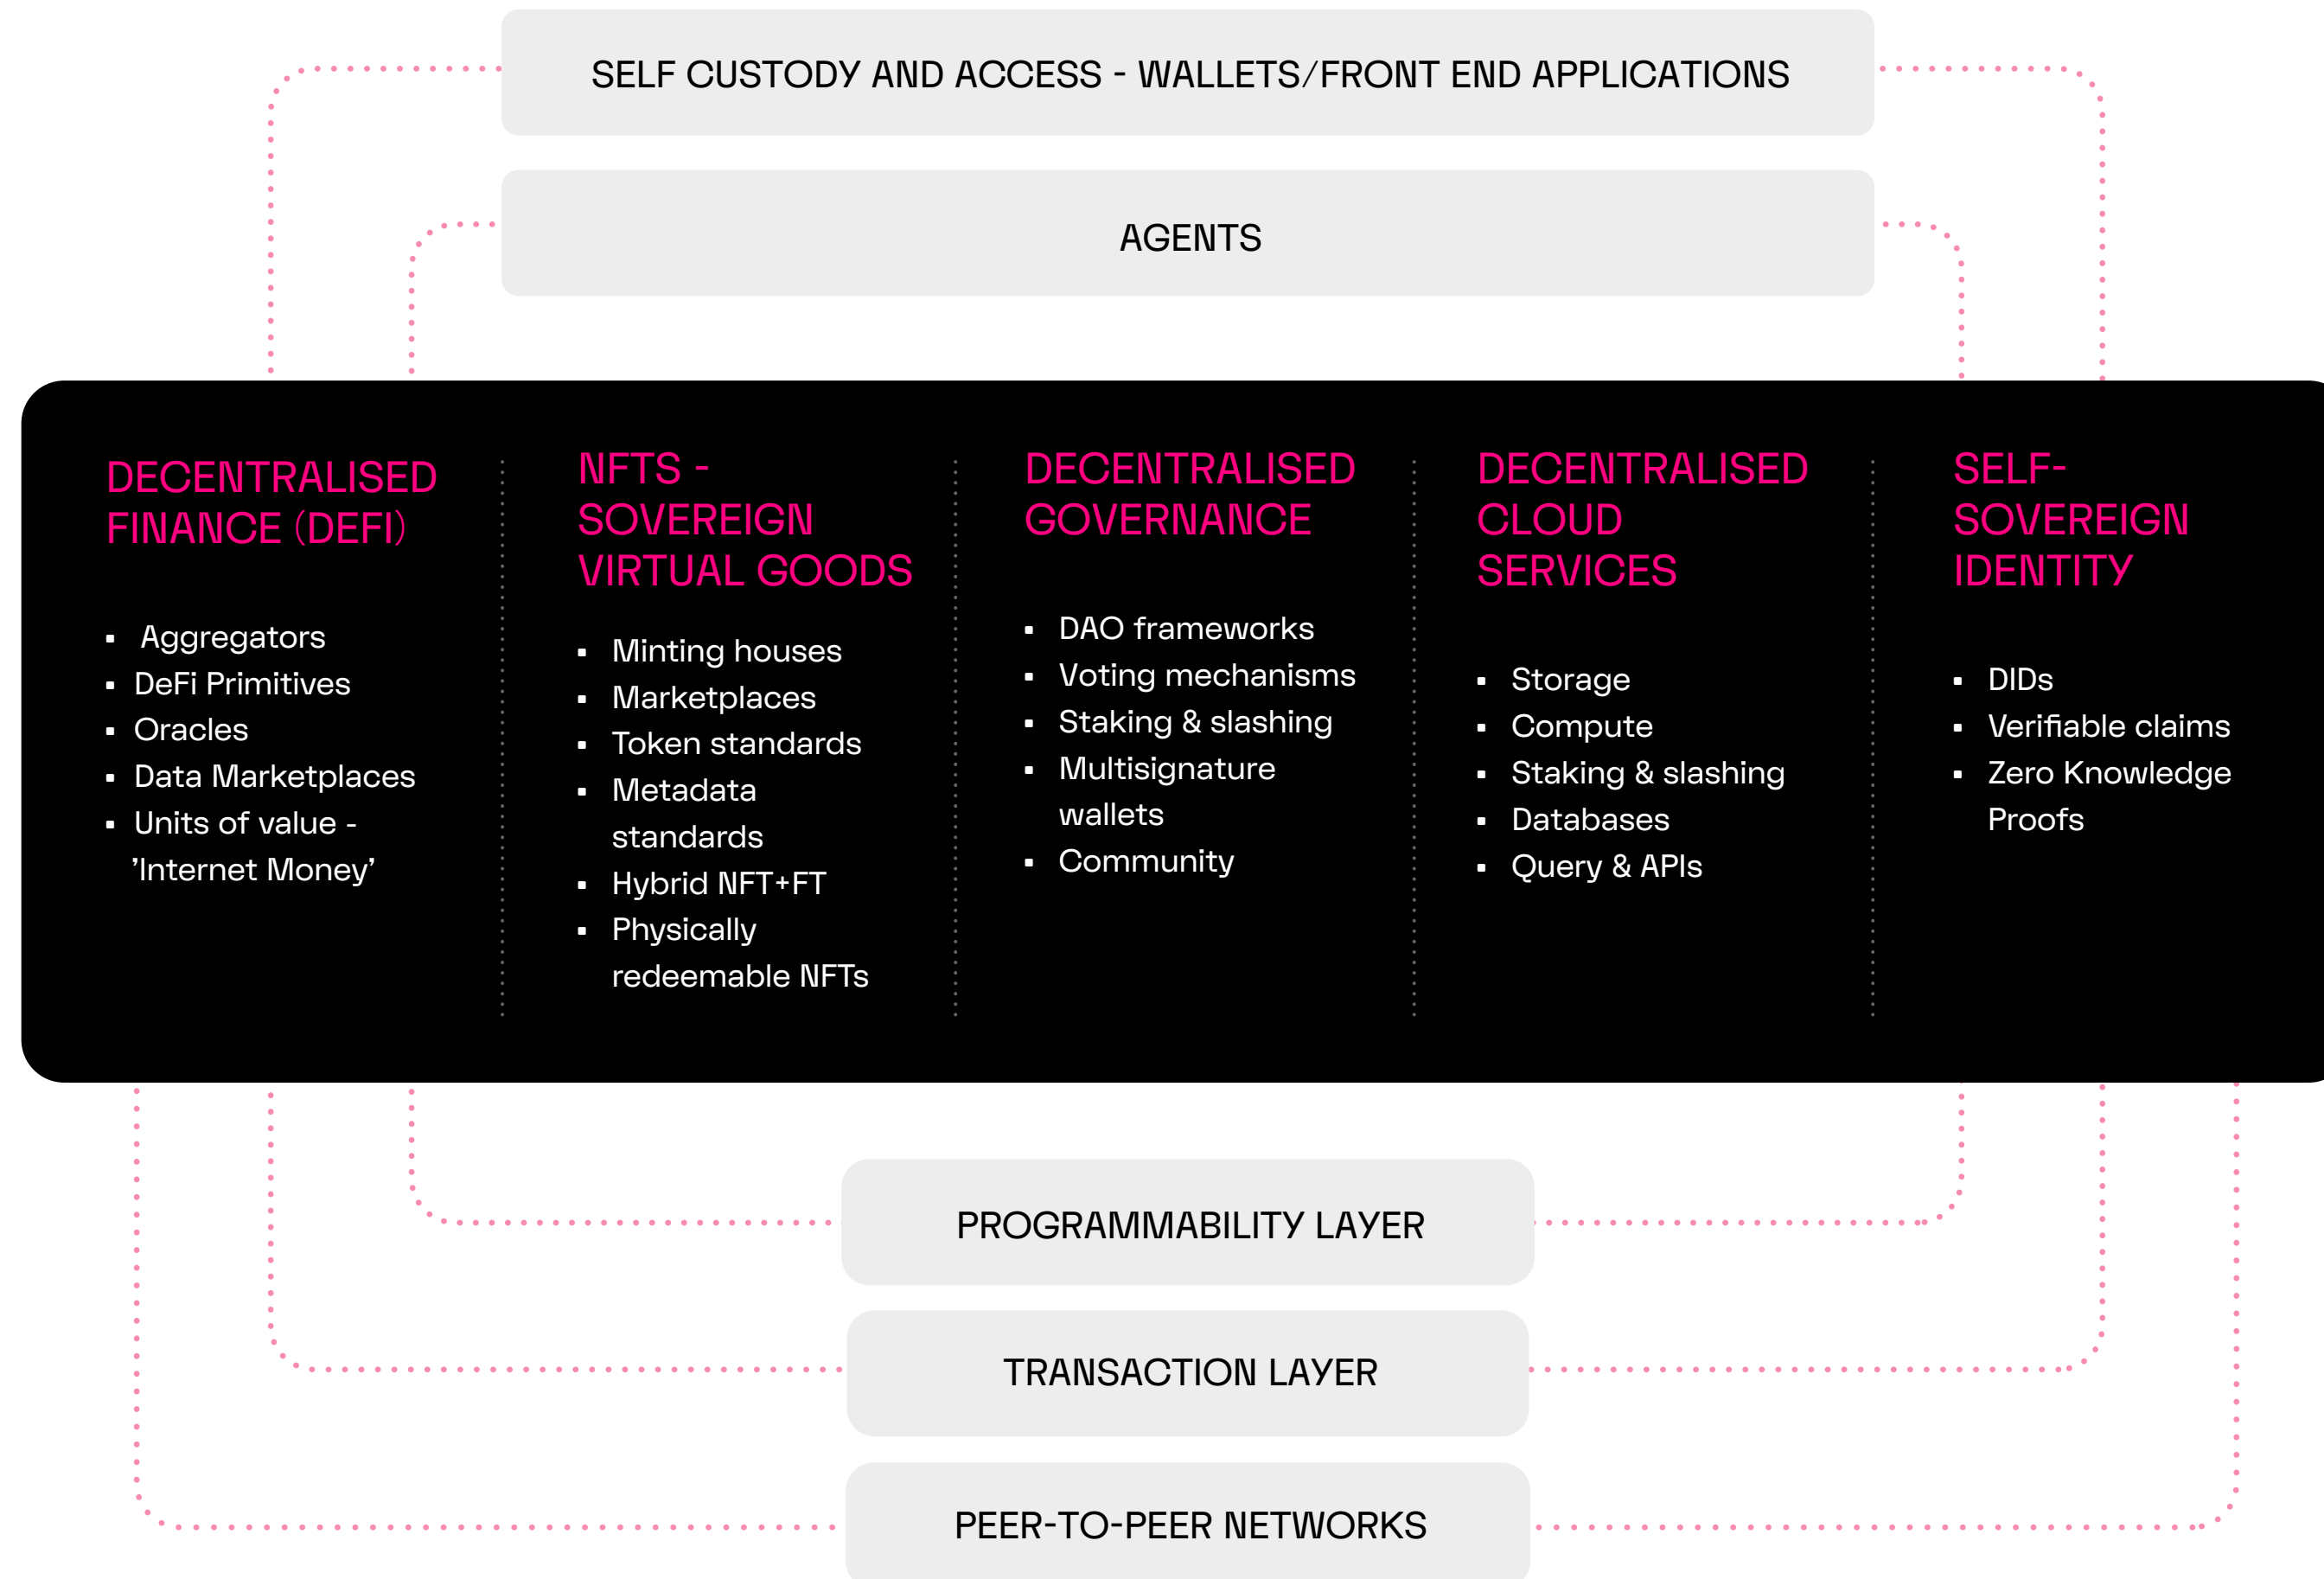 SELF CUSTODY AND ACCESS - WALLETS/FRONT END APPLICATIONS
AGENTS
DECENTRALISED
FINANCE (DEFI)
▪ Aggregators
▪ DeFi Primitives
▪ Oracles
▪ Data Marketplaces
▪ Units of value -
'Internet Money'
NFTS -
SOVEREIGN
VIRTUAL GOODS
▪ Minting houses
▪ Marketplaces
▪ Token standards
▪ Metadata
standards
▪ Hybrid NFT+FT
▪ Physically
redeemable NFTs
DECENTRALISED
GOVERNANCE
▪ DAO frameworks
▪ Voting mechanisms
▪ Staking & slashing
▪ Multisignature
wallets
▪ Community
DECENTRALISED
CLOUD
SERVICES
▪ Storage
▪ Compute
▪ Staking & slashing
▪ Databases
▪ Query & APIs
SELF-
SOVEREIGN
IDENTITY
▪ DIDs
▪ Verifiable claims
▪ Zero Knowledge
Proofs
PROGRAMMABILITY LAYER
TRANSACTION LAYER
PEER-TO-PEER NETWORKS